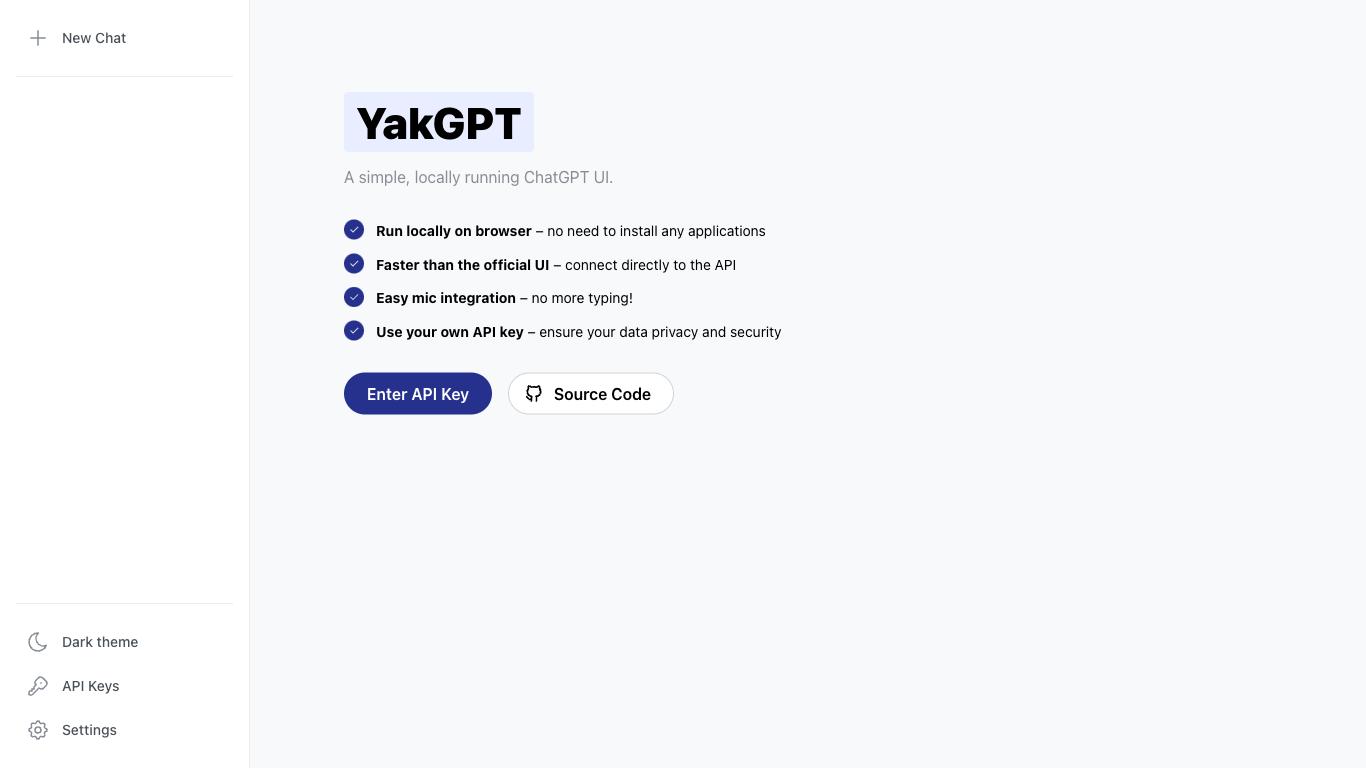 New Chat
YakGPT
A simple, locally running ChatGPT UI.
Run locally on browser – no need to install any applications
Faster than the official UI – connect directly to the API
Easy mic integration – no more typing!
Use your own API key – ensure your data privacy and security
Enter API Key
Source Code
Dark theme
API Keys
Settings